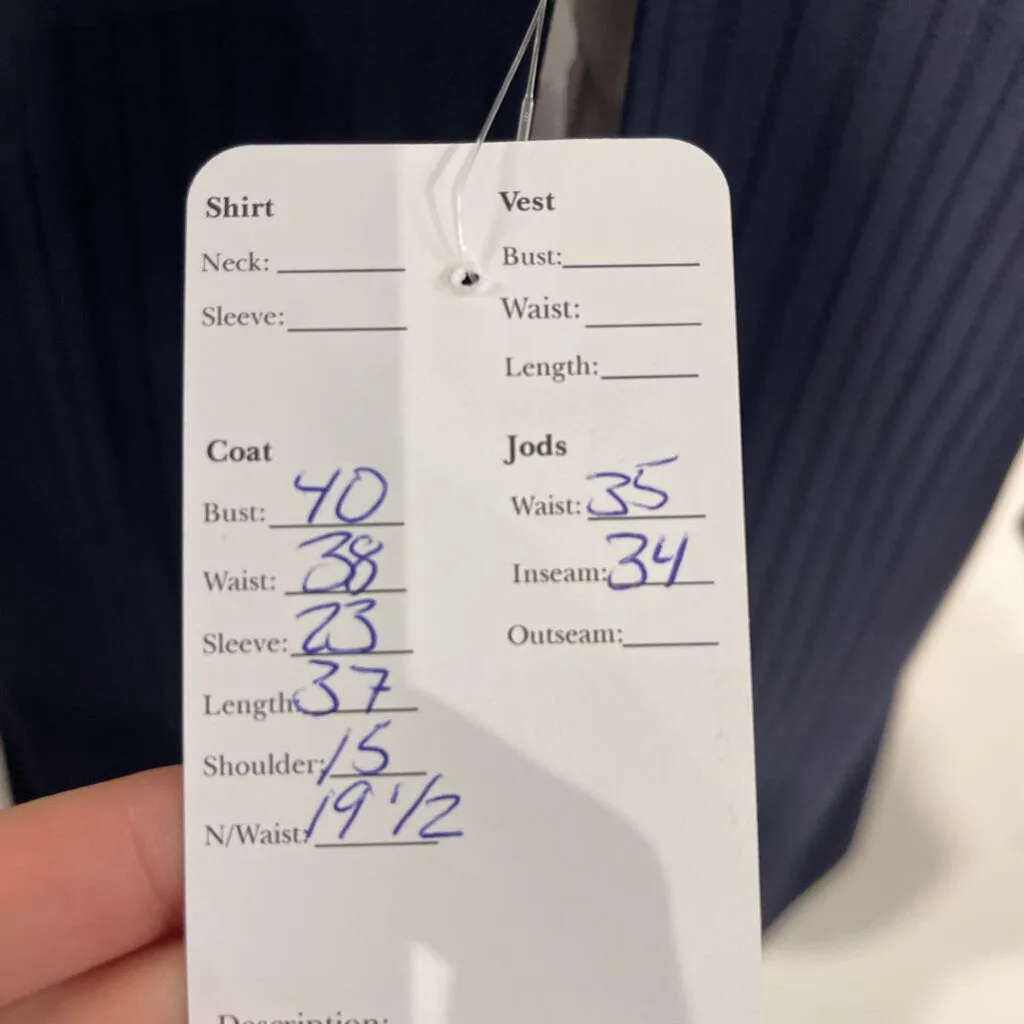 Shirt
Neck:
Sleeve:
Vest
Bust:
Waist:
Length:
Coat
Bust: 40
Waist: 38
Sleeve: 23
Length: 37
Shoulder: 15
N/Waist: 19 1/2
Jods
Waist: 35
Inseam: 34
Outseam:
Description: